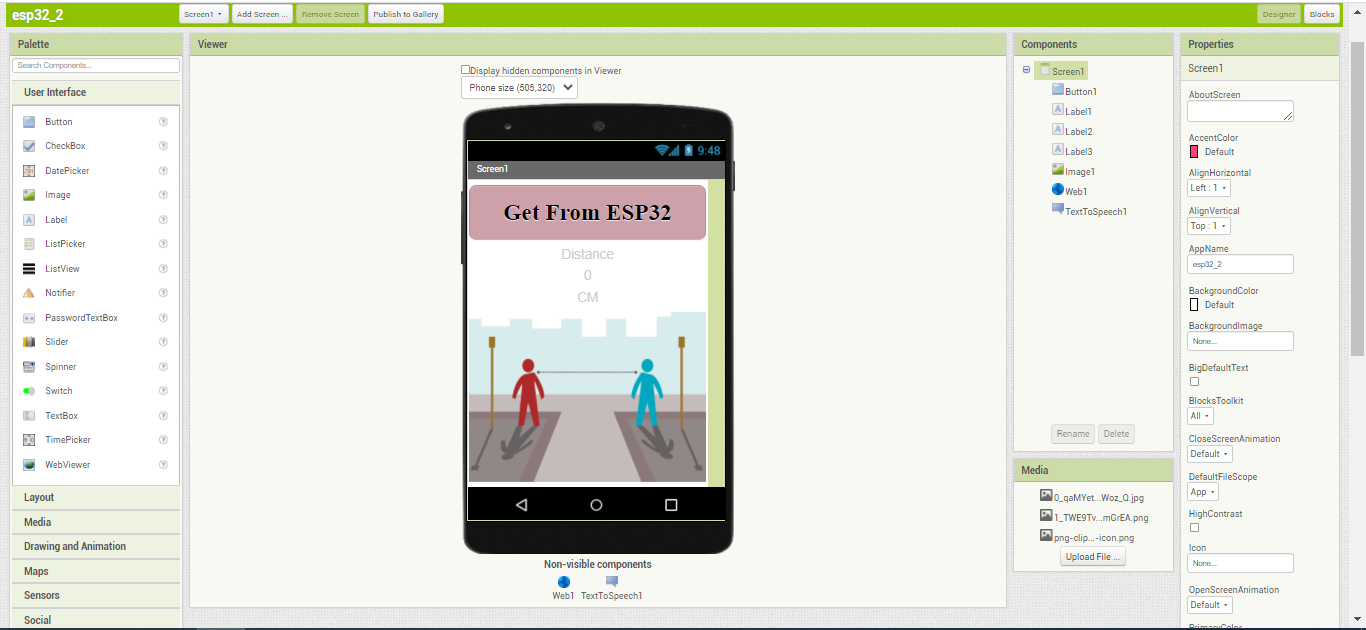 esp32_2
Screen1
Add Screen ...
Remove Screen
Publish to Gallery
Designer
Blocks
Palette
Search Components...
User Interface
Button
CheckBox
DatePicker
Image
Label
ListPicker
ListView
Notifier
PasswordTextBox
Slider
Spinner
Switch
TextBox
TimePicker
WebViewer
Layout
Media
Drawing and Animation
Maps
Sensors
Social
Viewer
Display hidden components in Viewer
Phone size (505,320)
9:48
Screen1
Get From ESP32
Distance
0
CM
Non-visible components
Web1
TextToSpeech1
Components
Screen1
Button1
Label1
Label2
Label3
Image1
Web1
TextToSpeech1
Rename
Delete
Media
0_qaMYet...Woz_Q.jpg
1_TWE9Tv...mGrEA.png
png-clip...-icon.png
Upload File ...
Properties
Screen1
AboutScreen
AccentColor
Default
AlignHorizontal
Left : 1
AlignVertical
Top : 1
AppName
esp32_2
BackgroundColor
Default
BackgroundImage
None...
BigDefaultText
BlocksToolkit
All
CloseScreenAnimation
Default
DefaultFileScope
App
HighContrast
Icon
None...
OpenScreenAnimation
Default
PrimaryColor